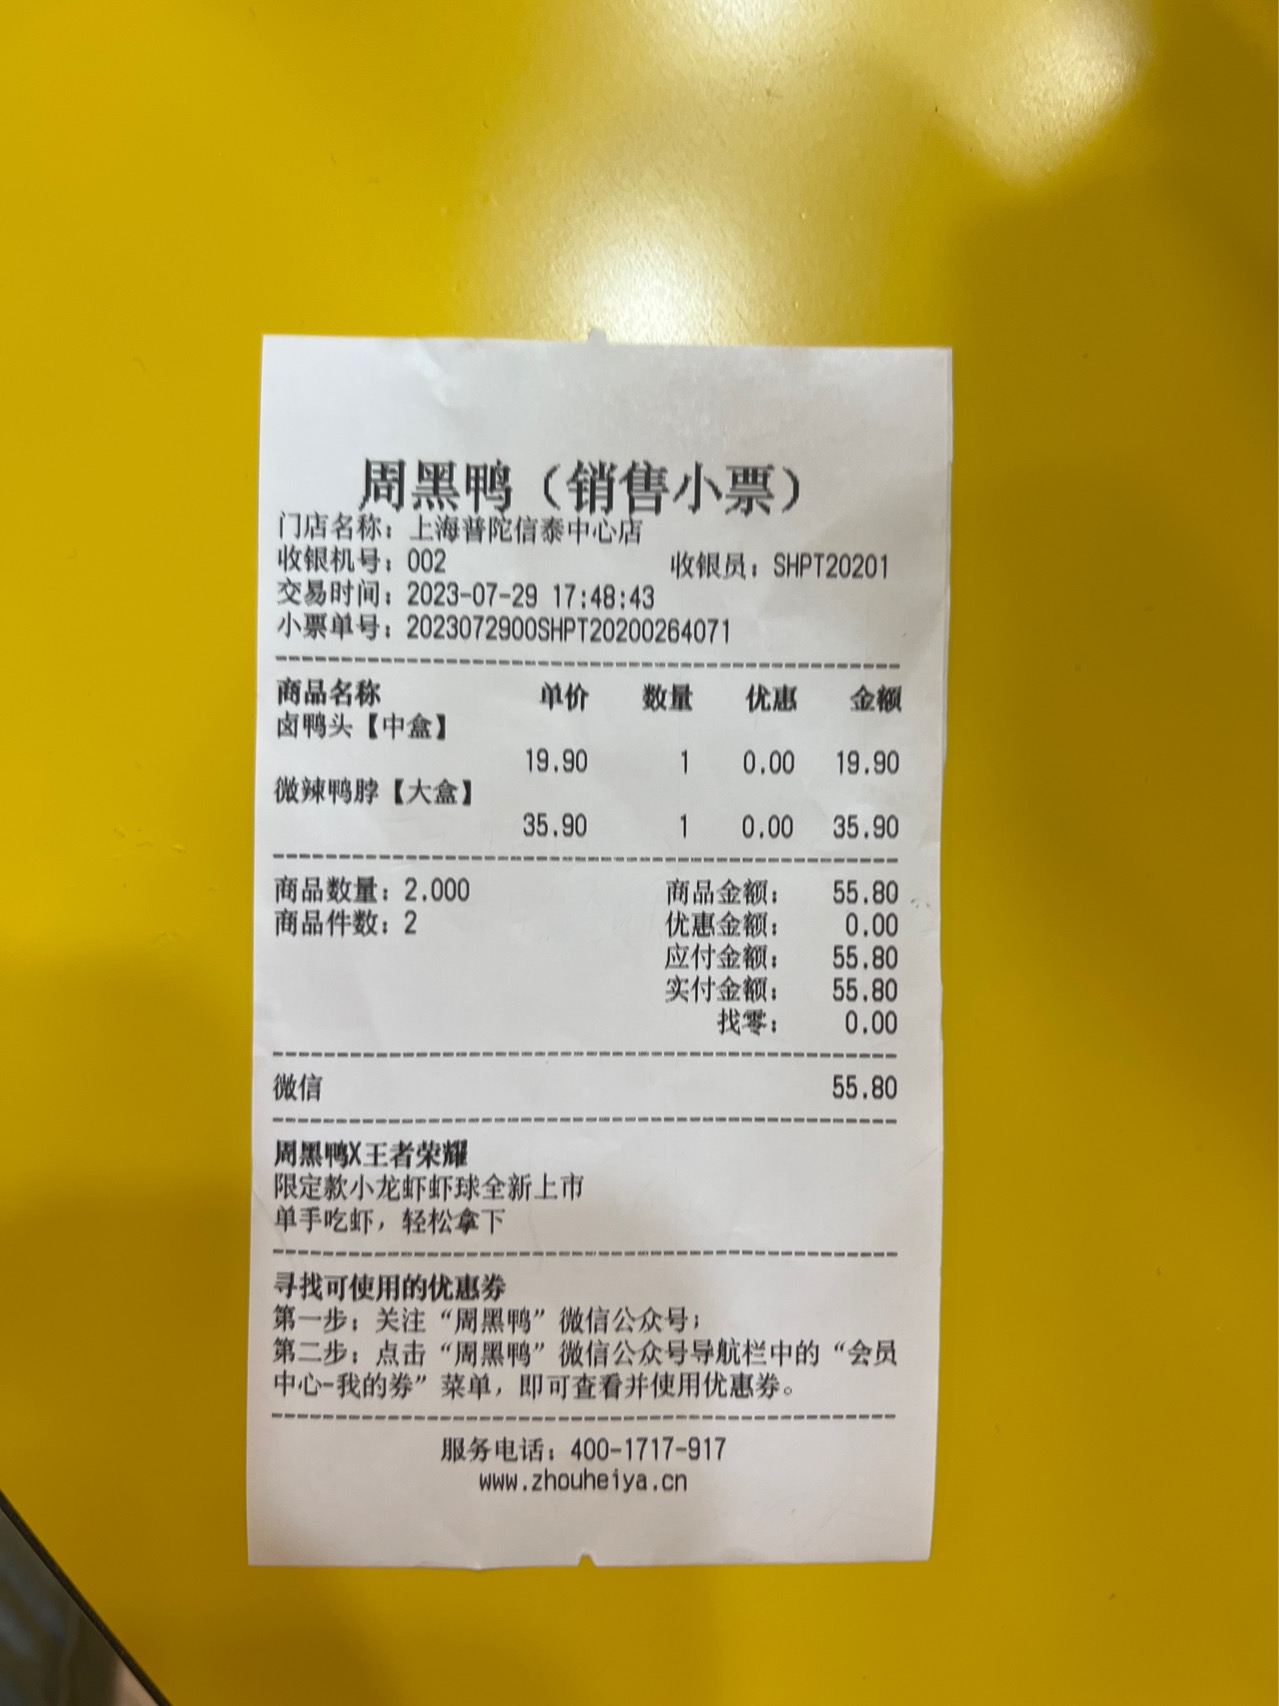 周黑鸭（销售小票）
门店名称：上海普陀信泰中心店
收银机号：002 收银员：SHPT20201
交易时间：2023-07-29 17:48:43
小票单号：2023072900SHPT20200264071
商品名称 单价 数量 优惠 金额
卤鸭头【中盒】
19.90 1 0.00 19.90
微辣鸭脖【大盒】
35.90 1 0.00 35.90
商品数量：2.000 商品金额： 55.80
商品件数：2 优惠金额： 0.00
应付金额： 55.80
实付金额： 55.80
找零： 0.00
微信 55.80
周黑鸭X王者荣耀
限定款小龙虾虾球全新上市
单手吃虾，轻松拿下
寻找可使用的优惠券
第一步：关注“周黑鸭”微信公众号；
第二步：点击“周黑鸭”微信公众号导航栏中的“会员
中心-我的券”菜单，即可查看并使用优惠券。
服务电话：400-1717-917
www.zhouheiya.cn